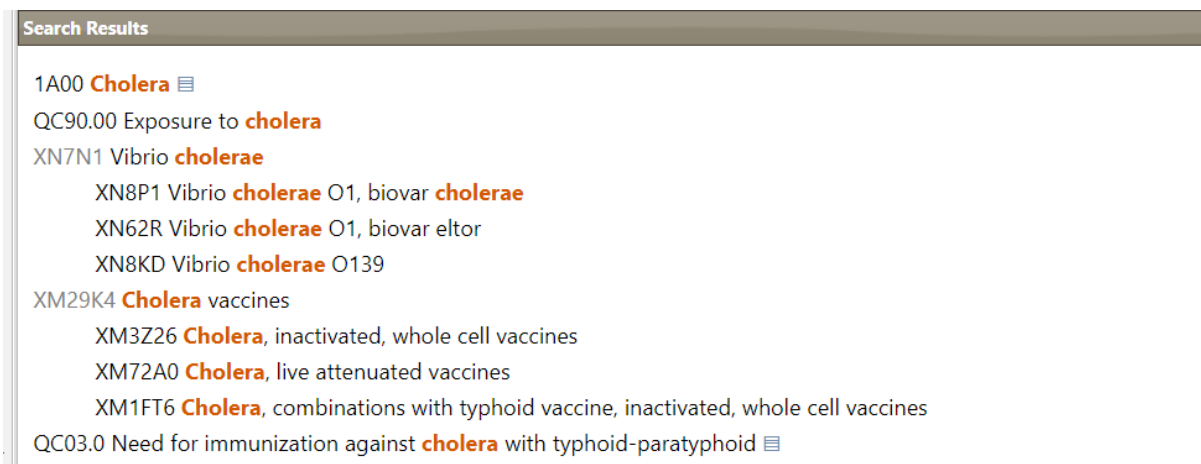 Search Results
1A00 Cholera
QC90.00 Exposure to cholera
XN7N1 Vibrio cholerae
XN8P1 Vibrio cholerae O1, biovar cholerae
XN62R Vibrio cholerae O1, biovar eltor
XN8KD Vibrio cholerae O139
XM29K4 Cholera vaccines
XM3Z26 Cholera, inactivated, whole cell vaccines
XM72A0 Cholera, live attenuated vaccines
XM1FT6 Cholera, combinations with typhoid vaccine, inactivated, whole cell vaccines
QC03.0 Need for immunization against cholera with typhoid-paratyphoid